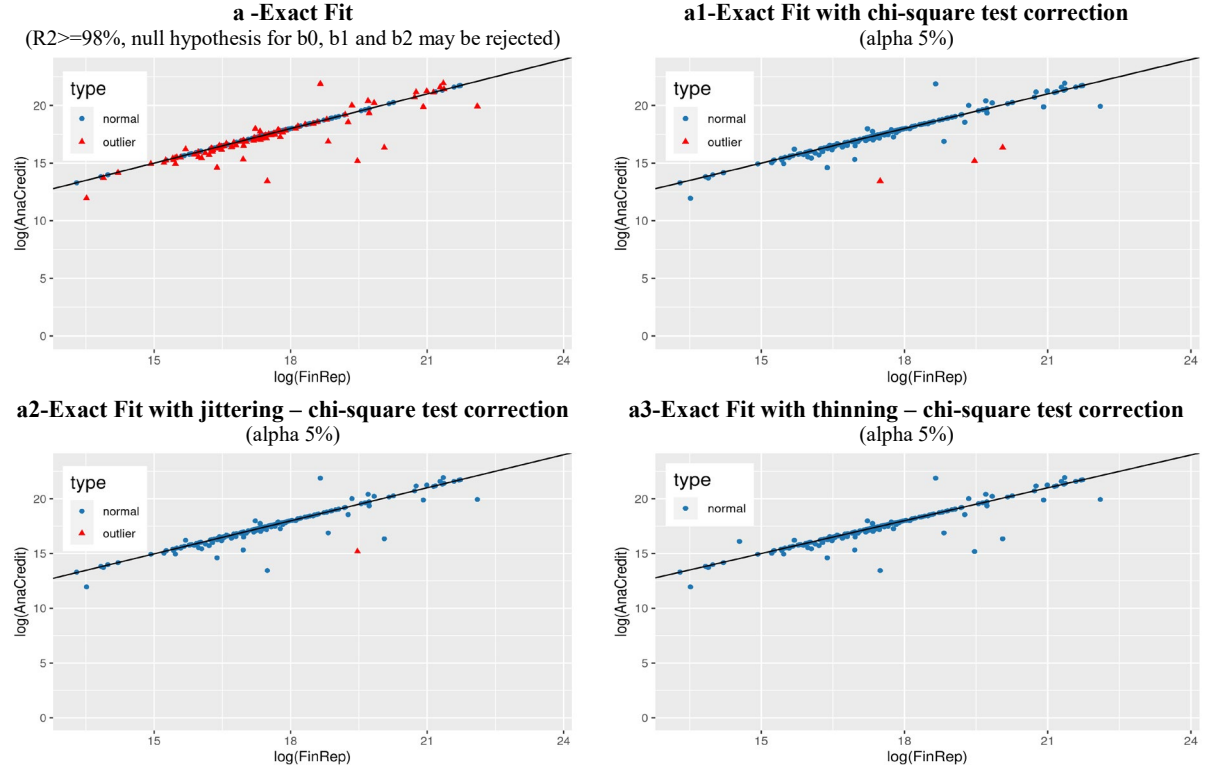 a -Exact Fit
(R2>=98%, null hypothesis for b0, b1 and b2 may be rejected)
type
normal
outlier
20
15
10
5
0
log(AnaCredit)
15 18 21 24
log(FinRep)
a1-Exact Fit with chi-square test correction
(alpha 5%)
type
normal
outlier
20
15
10
5
0
log(AnaCredit)
15 18 21 24
log(FinRep)
a2-Exact Fit with jittering – chi-square test correction
(alpha 5%)
type
normal
outlier
20
15
10
5
0
log(AnaCredit)
15 18 21 24
log(FinRep)
a3-Exact Fit with thinning – chi-square test correction
(alpha 5%)
type
normal
20
15
10
5
0
log(AnaCredit)
15 18 21 24
log(FinRep)